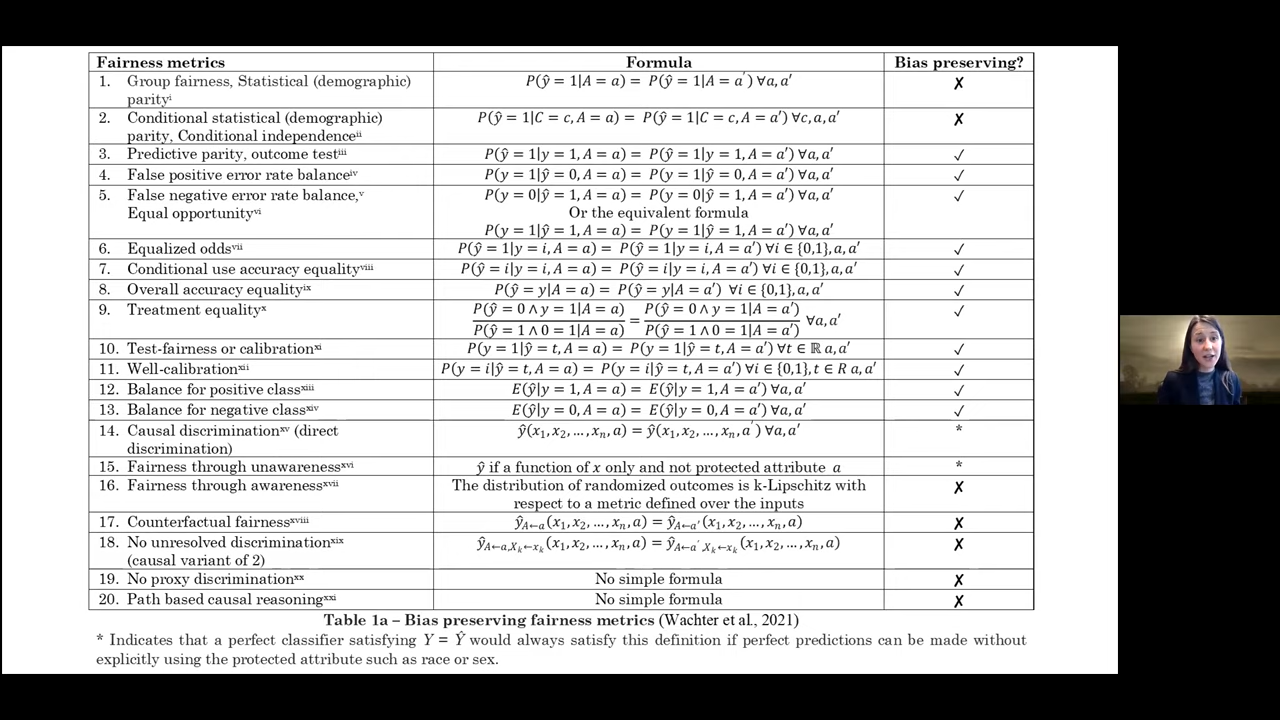 Fairness metrics Formula Bias preserving?
1. Group fairness, Statistical (demographic) P(ŷ = 1|A = a) = P(ŷ = 1|A = a′) ∀a, a′ ✗
parityⁱ
2. Conditional statistical (demographic) P(ŷ = 1|C = c, A = a) = P(ŷ = 1|C = c, A = a′) ∀c, a, a′ ✗
parity, Conditional independenceⁱⁱ
3. Predictive parity, outcome testⁱⁱⁱ P(ŷ = 1|y = 1, A = a) = P(ŷ = 1|y = 1, A = a′) ∀a, a′ ✓
4. False positive error rate balanceⁱᵛ P(y = 1|ŷ = 0, A = a) = P(y = 1|ŷ = 0, A = a′) ∀a, a′ ✓
5. False negative error rate balance,ᵛ P(y = 0|ŷ = 1, A = a) = P(y = 0|ŷ = 1, A = a′) ∀a, a′ ✓
Equal opportunityᵛⁱ Or the equivalent formula
P(y = 1|ŷ = 1, A = a) = P(y = 1|ŷ = 1, A = a′) ∀a, a′
6. Equalized oddsᵛⁱⁱ P(ŷ = 1|y = i, A = a) = P(ŷ = 1|y = i, A = a′) ∀i ∈ {0,1}, a, a′ ✓
7. Conditional use accuracy equalityᵛⁱⁱⁱ P(ŷ = i|y = i, A = a) = P(ŷ = i|y = i, A = a′) ∀i ∈ {0,1}, a, a′ ✓
8. Overall accuracy equalityⁱˣ P(ŷ = y|A = a) = P(ŷ = y|A = a′) ∀i ∈ {0,1}, a, a′ ✓
9. Treatment equalityˣ P(ŷ = 0 ∧ y = 1|A = a) / P(ŷ = 1 ∧ 0 = 1|A = a) = P(ŷ = 0 ∧ y = 1|A = a′) / P(ŷ = 1 ∧ 0 = 1|A = a′) ∀a, a′ ✓
10. Test-fairness or calibrationˣⁱ P(y = 1|ŷ = t, A = a) = P(y = 1|ŷ = t, A = a′) ∀t ∈ ℝ a, a′ ✓
11. Well-calibrationˣⁱⁱ P(y = i|ŷ = t, A = a) = P(y = i|ŷ = t, A = a′) ∀i ∈ {0,1}, t ∈ R a, a′ ✓
12. Balance for positive classˣⁱⁱⁱ E(ŷ|y = 1, A = a) = E(ŷ|y = 1, A = a′) ∀a, a′ ✓
13. Balance for negative classˣⁱᵛ E(ŷ|y = 0, A = a) = E(ŷ|y = 0, A = a′) ∀a, a′ ✓
14. Causal discriminationˣᵛ (direct ŷ(x₁, x₂, …, xₙ, a) = ŷ(x₁, x₂, …, xₙ, a′) ∀a, a′ *
discrimination)
15. Fairness through unawarenessˣᵛⁱ ŷ if a function of x only and not protected attribute a *
16. Fairness through awarenessˣᵛⁱⁱ The distribution of randomized outcomes is k-Lipschitz with ✗
respect to a metric defined over the inputs
17. Counterfactual fairnessˣᵛⁱⁱⁱ ŷ_{A←a}(x₁, x₂, …, xₙ, a) = ŷ_{A←a′}(x₁, x₂, …, xₙ, a) ✗
18. No unresolved discriminationˣⁱˣ ŷ_{A←a,Xₖ←xₖ}(x₁, x₂, …, xₙ, a) = ŷ_{A←a′,Xₖ←xₖ}(x₁, x₂, …, xₙ, a) ✗
(causal variant of 2)
19. No proxy discriminationˣˣ No simple formula ✗
20. Path based causal reasoningˣˣⁱ No simple formula ✗
Table 1a – Bias preserving fairness metrics (Wachter et al., 2021)
* Indicates that a perfect classifier satisfying Y = Ŷ would always satisfy this definition if perfect predictions can be made without
explicitly using the protected attribute such as race or sex.